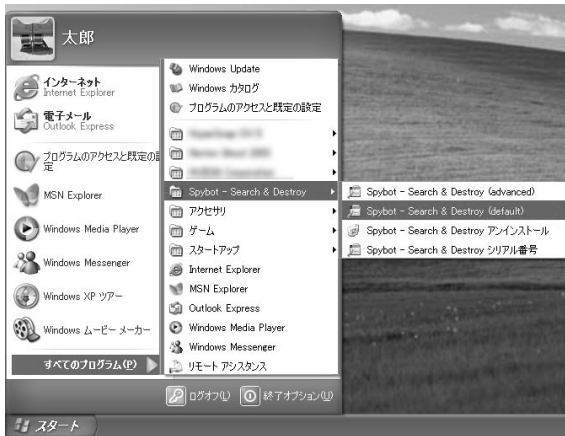 太郎
インターネット
Internet Explorer
電子メール
Outlook Express
プログラムのアクセスと既定の設
定
MSN Explorer
Windows Media Player
Windows Messenger
Windows XP ツアー
Windows ムービー メーカー
すべてのプログラム(P)
Windows Update
Windows カタログ
プログラムのアクセスと既定の設定
Spybot - Search & Destroy
アクセサリ
ゲーム
スタートアップ
Internet Explorer
MSN Explorer
Outlook Express
Windows Media Player
Windows Messenger
リモート アシスタンス
Spybot - Search & Destroy (advanced)
Spybot - Search & Destroy (default)
Spybot - Search & Destroy アンインストール
Spybot - Search & Destroy シリアル番号
ログオフ(L)
終了オプション(U)
スタート